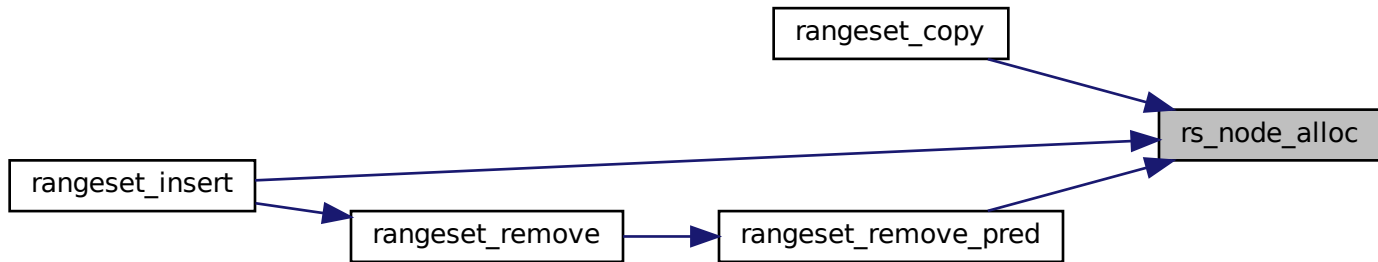 rangeset_copy
rs_node_alloc
rangeset_insert
rangeset_remove
rangeset_remove_pred